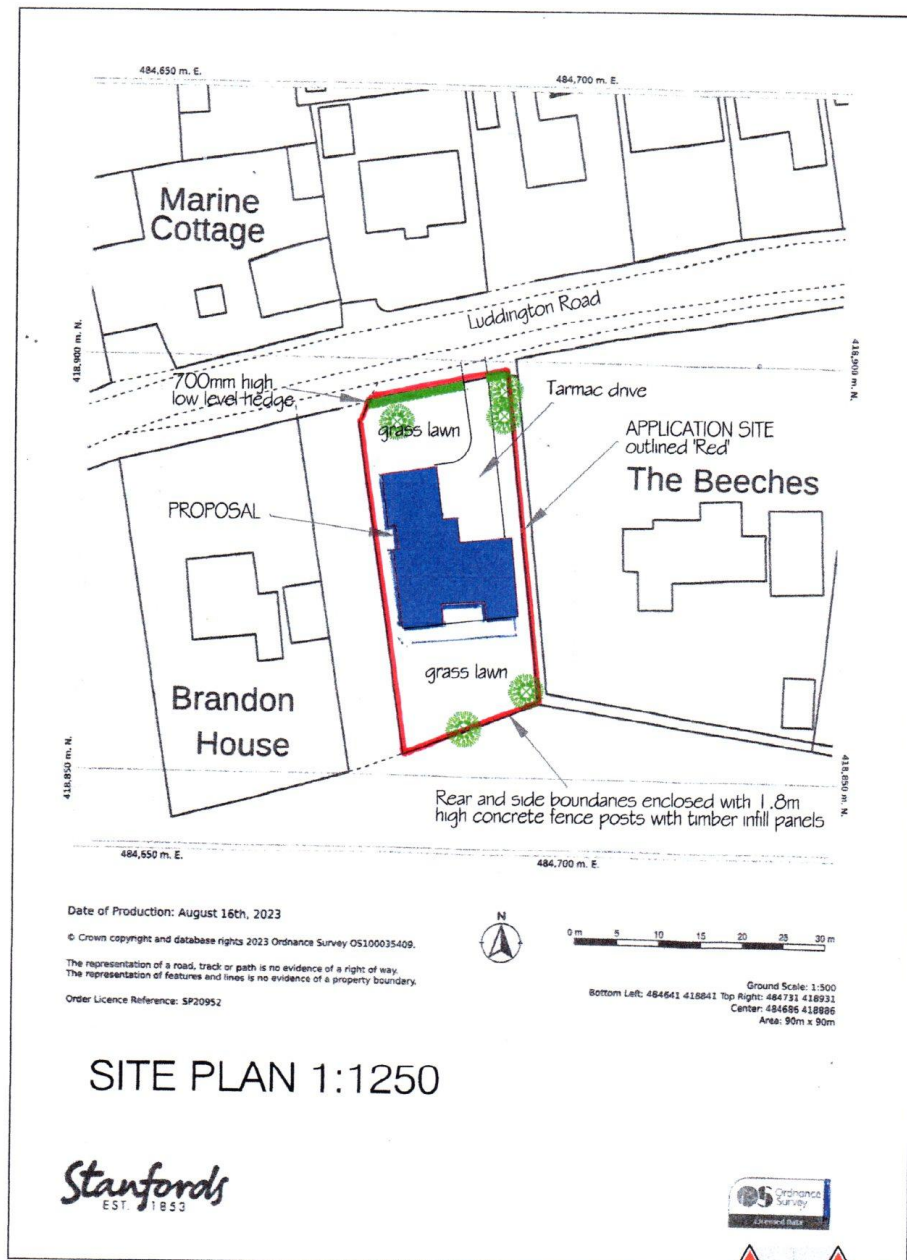 484,650 m. E.
484,700 m. E.
Marine
Cottage
Luddington Road
418,900 m. N.
418,900 m. N.
700mm high
low level hedge
Tarmac drive
grass lawn
APPLICATION SITE
outlined 'Red'
The Beeches
PROPOSAL
grass lawn
Brandon
House
418,850 m. N.
418,850 m. N.
Rear and side boundaries enclosed with 1.8m
high concrete fence posts with timber infill panels
484,650 m. E.
484,700 m. E.
Date of Production: August 16th, 2023
© Crown copyright and database rights 2023 Ordnance Survey OS100035409.
The representation of a road, track or path is no evidence of a right of way.
The representation of features and lines is no evidence of a property boundary.
Order Licence Reference: SP20952
N
0 m 5 10 15 20 25 30 m
Ground Scale: 1:500
Bottom Left: 484641 418841 Top Right: 484731 418931
Center: 484686 418886
Area: 90m x 90m
SITE PLAN 1:1250
Stanfords
EST. 1853
OS Ordnance
Survey
Licensed Data